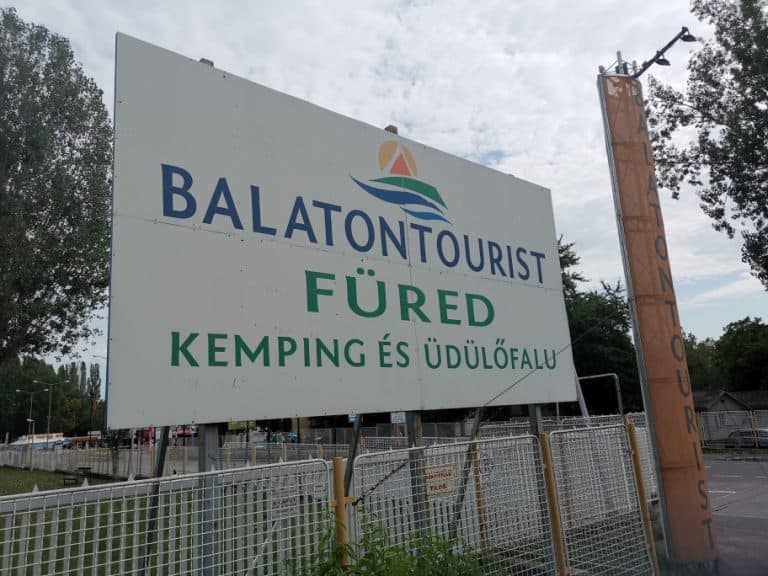 BALATONTOURIST
FÜRED
KEMPING ÉS ÜDÜLŐFALU
BALATONTOURIST